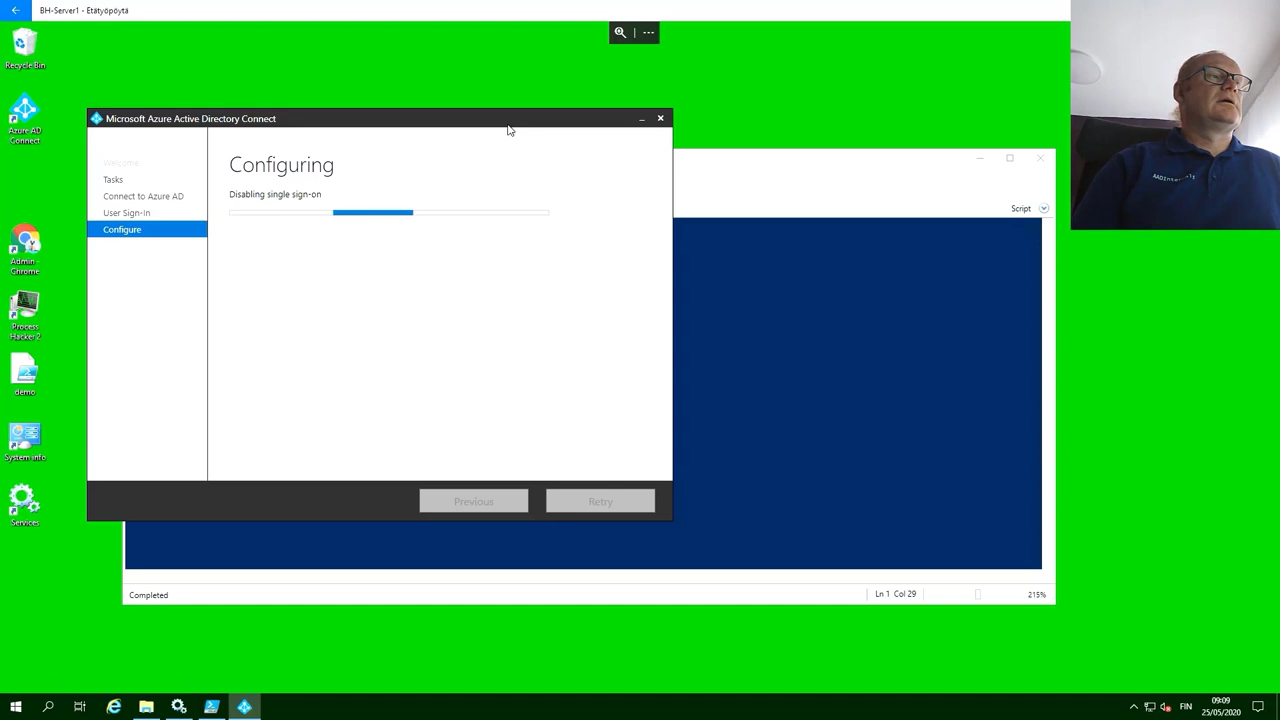 BH-Server1 - Etätyöpöytä
Recycle Bin
Azure AD
Connect
Admin -
Chrome
Process
Hacker 2
demo
System info
Services
Microsoft Azure Active Directory Connect
Welcome
Tasks
Connect to Azure AD
User Sign-In
Configure
Configuring
Disabling single sign-on
Previous
Retry
Script
Completed
Ln 1 Col 29
215%
AADInternals
FIN
09:09
25/05/2020